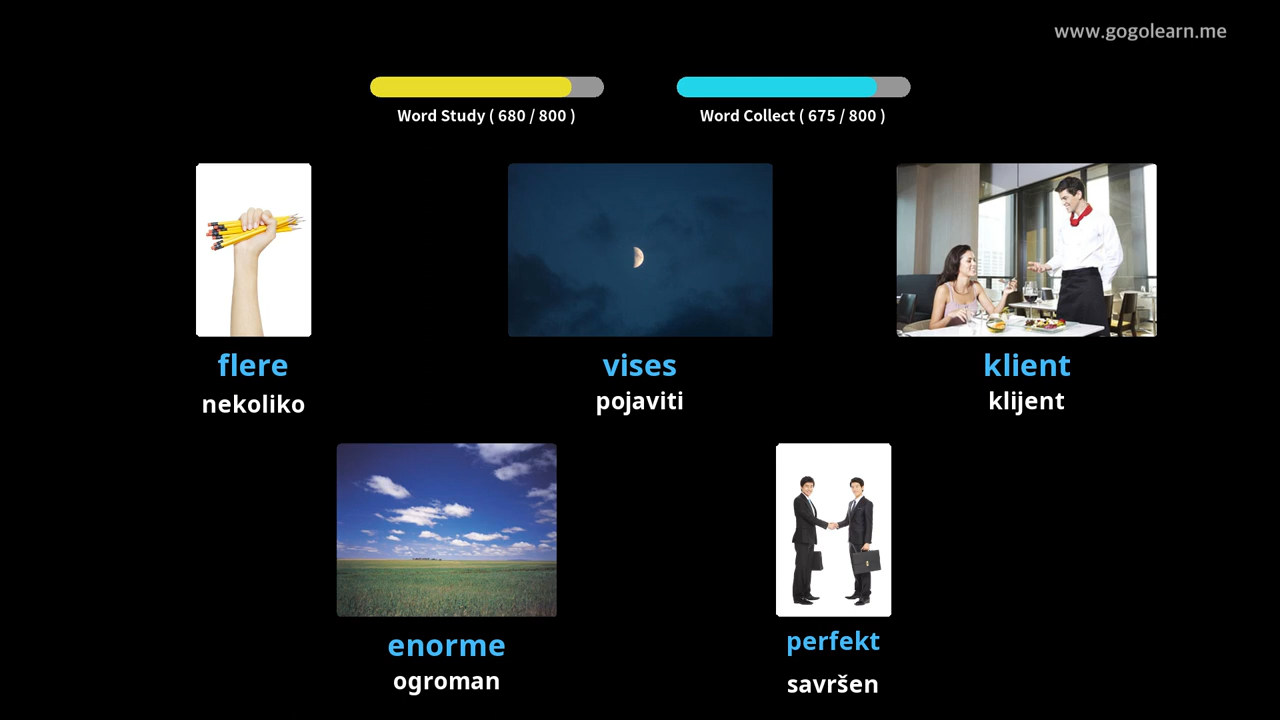 www.gogolearn.me
Word Study ( 680 / 800 )
Word Collect ( 675 / 800 )
flere
nekoliko
vises
pojaviti
klient
klijent
enorme
ogroman
perfekt
savršen